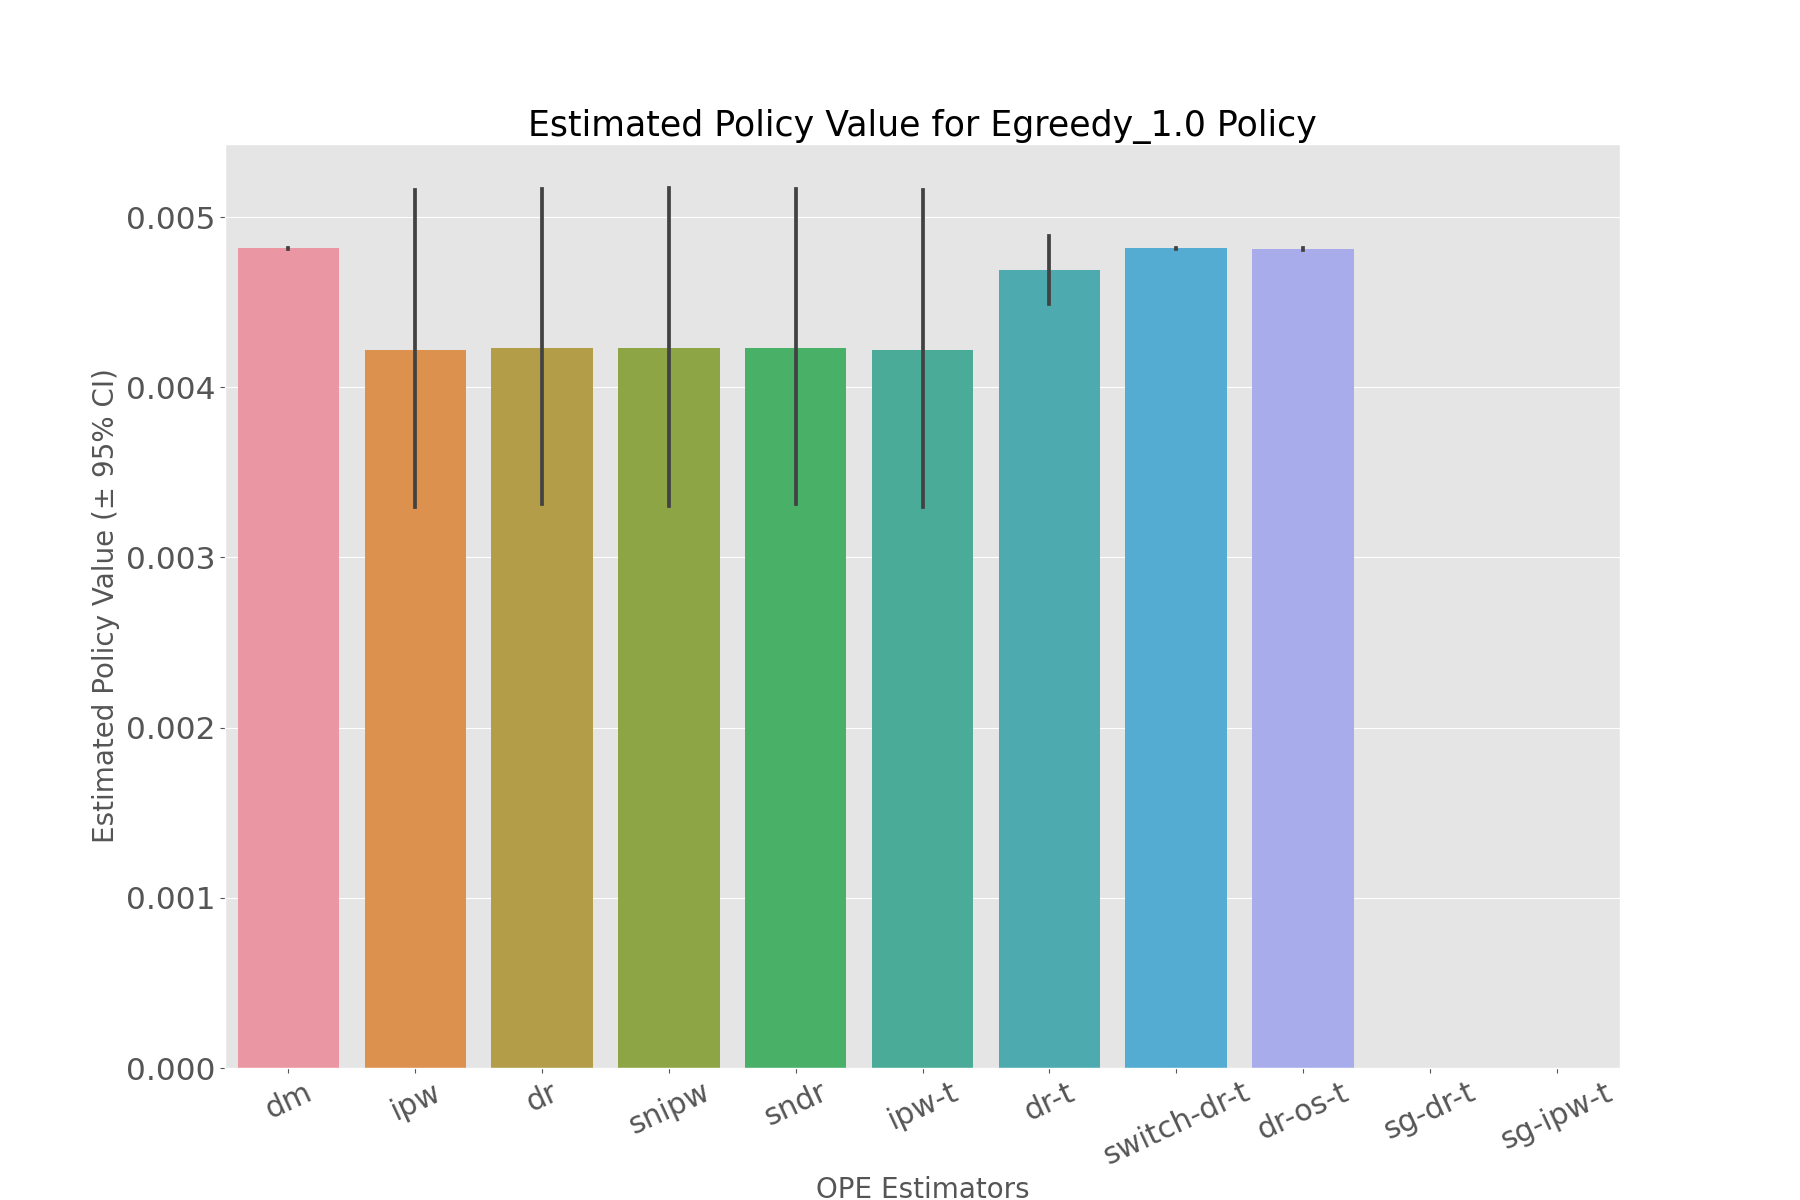 Estimated Policy Value for Egreedy_1.0 Policy
Estimated Policy Value (± 95% CI)
0.005
0.004
0.003
0.002
0.001
0.000
dm
ipw
dr
snipw
sndr
ipw-t
dr-t
switch-dr-t
dr-os-t
sg-dr-t
sg-ipw-t
OPE Estimators